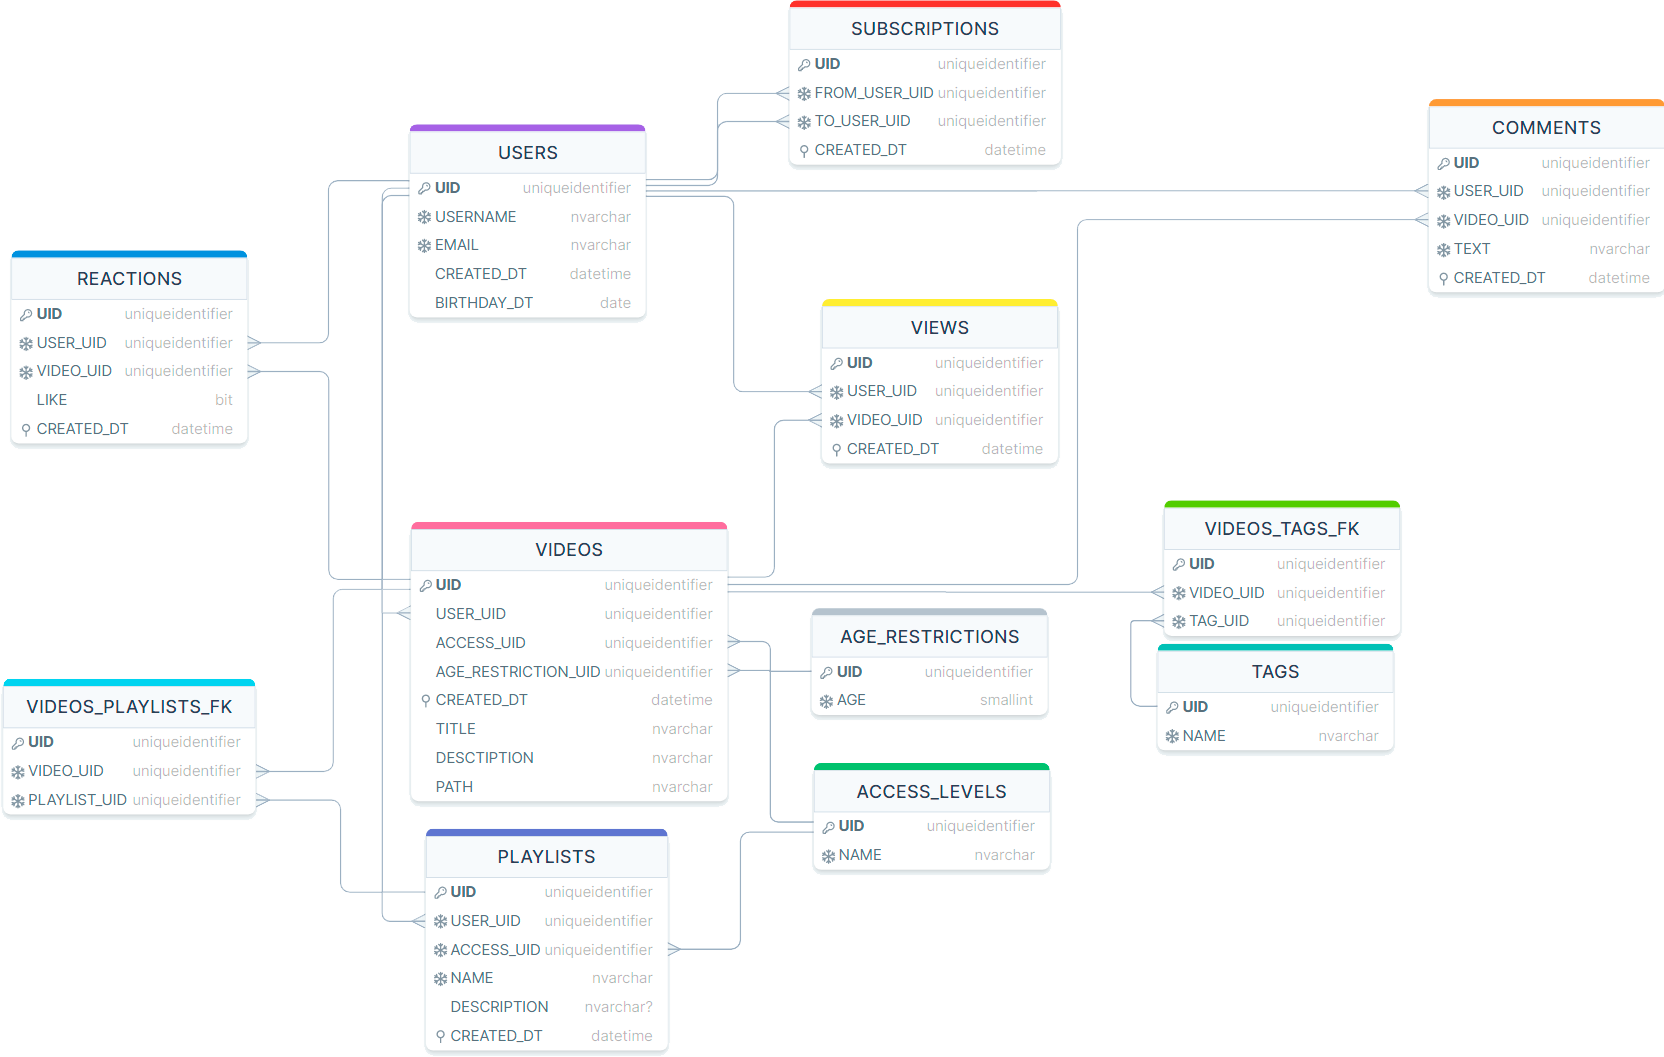 SUBSCRIPTIONS
UID uniqueidentifier
FROM_USER_UID uniqueidentifier
TO_USER_UID uniqueidentifier
CREATED_DT datetime
COMMENTS
UID uniqueidentifier
USER_UID uniqueidentifier
VIDEO_UID uniqueidentifier
TEXT nvarchar
CREATED_DT datetime
USERS
UID uniqueidentifier
USERNAME nvarchar
EMAIL nvarchar
CREATED_DT datetime
BIRTHDAY_DT date
REACTIONS
UID uniqueidentifier
USER_UID uniqueidentifier
VIDEO_UID uniqueidentifier
LIKE bit
CREATED_DT datetime
VIEWS
UID uniqueidentifier
USER_UID uniqueidentifier
VIDEO_UID uniqueidentifier
CREATED_DT datetime
VIDEOS
UID uniqueidentifier
USER_UID uniqueidentifier
ACCESS_UID uniqueidentifier
AGE_RESTRICTION_UID uniqueidentifier
CREATED_DT datetime
TITLE nvarchar
DESCTIPTION nvarchar
PATH nvarchar
VIDEOS_TAGS_FK
UID uniqueidentifier
VIDEO_UID uniqueidentifier
TAG_UID uniqueidentifier
AGE_RESTRICTIONS
UID uniqueidentifier
AGE smallint
TAGS
UID uniqueidentifier
NAME nvarchar
VIDEOS_PLAYLISTS_FK
UID uniqueidentifier
VIDEO_UID uniqueidentifier
PLAYLIST_UID uniqueidentifier
ACCESS_LEVELS
UID uniqueidentifier
NAME nvarchar
PLAYLISTS
UID uniqueidentifier
USER_UID uniqueidentifier
ACCESS_UID uniqueidentifier
NAME nvarchar
DESCRIPTION nvarchar?
CREATED_DT datetime